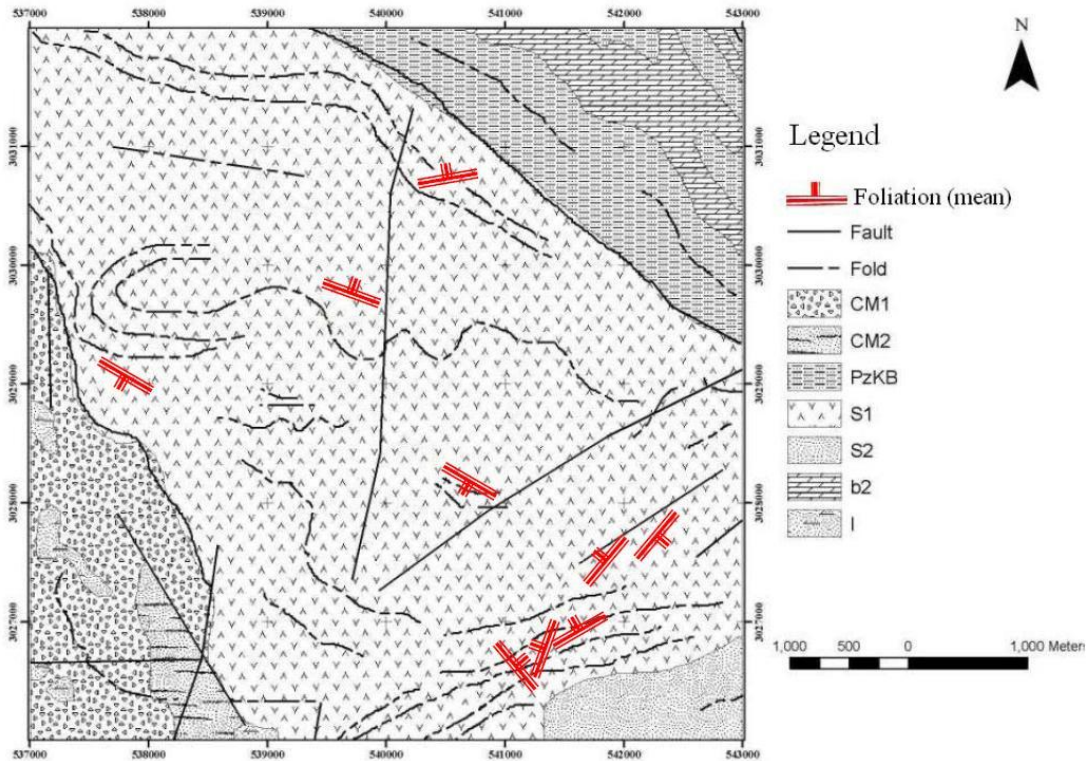 537000 538000 539000 540000 541000 542000 543000
N
3031000 3031000
3030000 3030000
3029000 3029000
3028000 3028000
3027000 3027000
537000 538000 539000 540000 541000 542000 543000
Legend
Foliation (mean)
Fault
Fold
CM1
CM2
PzKB
S1
S2
b2
l
1,000 500 0 1,000 Meters